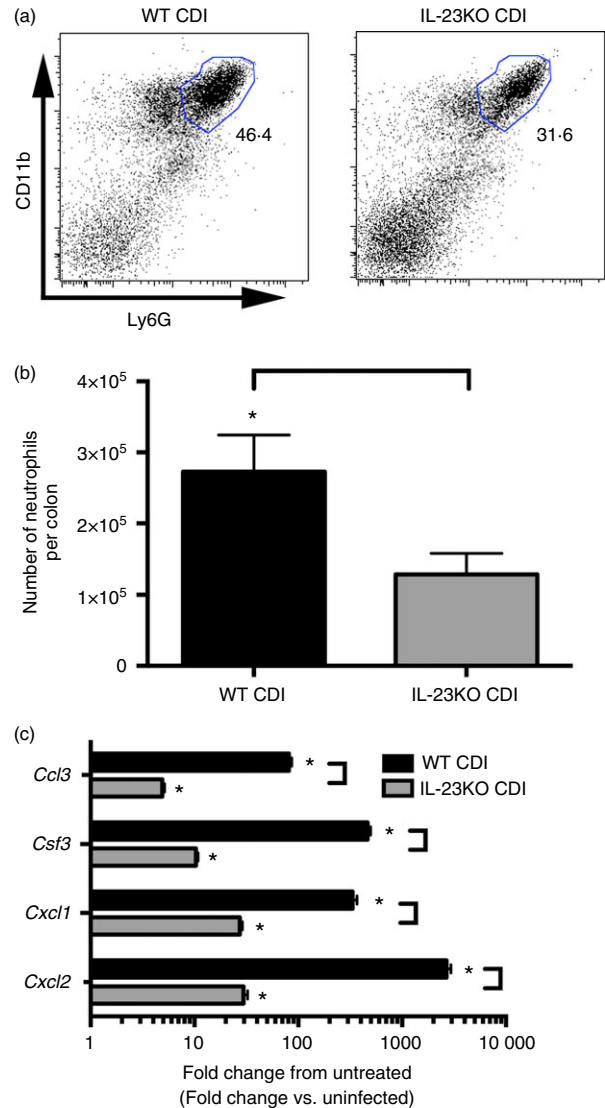 (a)
WT CDI
IL-23KO CDI
CD11b
46·4
31·6
Ly6G
(b)
4×10⁵
3×10⁵
2×10⁵
1×10⁵
0
Number of neutrophils
per colon
*
WT CDI
IL-23KO CDI
(c)
WT CDI
IL-23KO CDI
Ccl3
*
*
Csf3
*
*
Cxcl1
*
*
Cxcl2
*
*
1 10 100 1000 10 000
Fold change from untreated
(Fold change vs. uninfected)